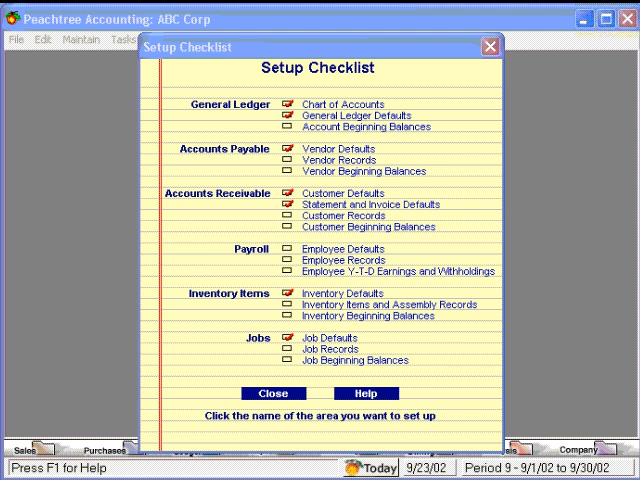 Peachtree Accounting: ABC Corp
File Edit Maintain Tasks
Setup Checklist
Setup Checklist
General Ledger
Chart of Accounts
General Ledger Defaults
Account Beginning Balances
Accounts Payable
Vendor Defaults
Vendor Records
Vendor Beginning Balances
Accounts Receivable
Customer Defaults
Statement and Invoice Defaults
Customer Records
Customer Beginning Balances
Payroll
Employee Defaults
Employee Records
Employee Y-T-D Earnings and Withholdings
Inventory Items
Inventory Defaults
Inventory Items and Assembly Records
Inventory Beginning Balances
Jobs
Job Defaults
Job Records
Job Beginning Balances
Close Help
Click the name of the area you want to set up
Sales Purchases Company
Press F1 for Help Today 9/23/02 Period 9 - 9/1/02 to 9/30/02